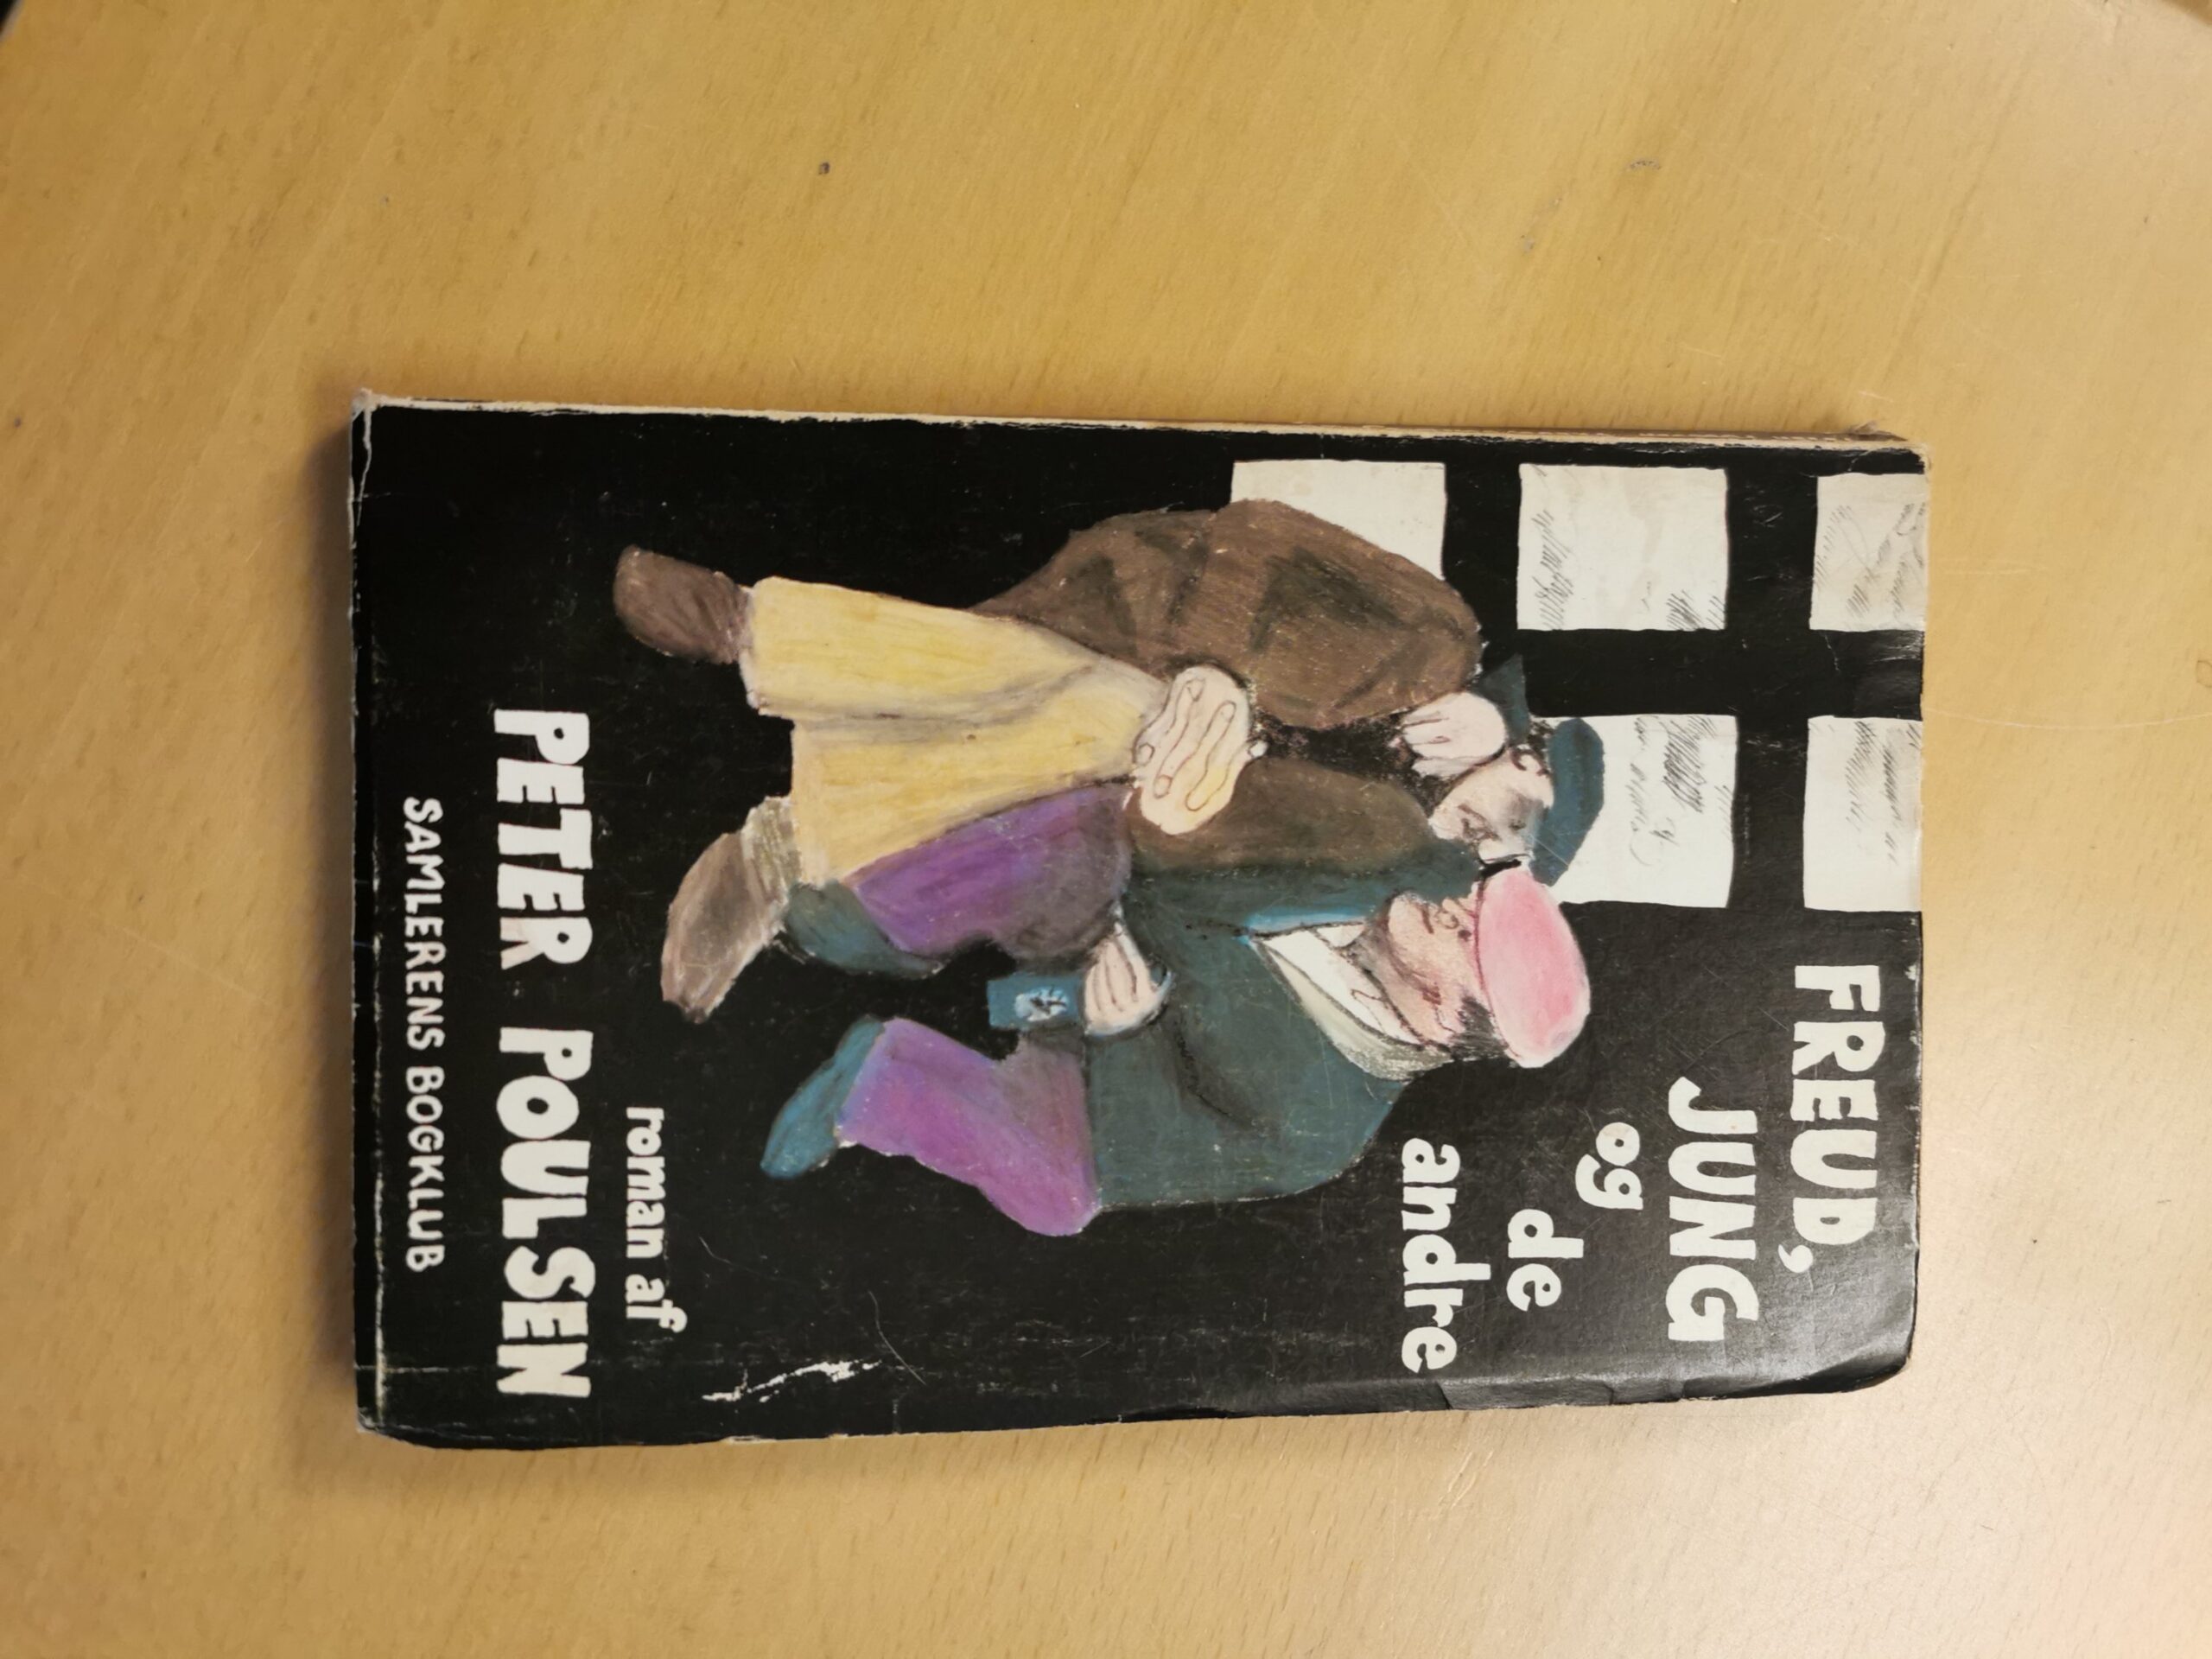 FREUD,
JUNG
og
de
andre
roman af
PETER POULSEN
SAMLERENS BOGKLUB